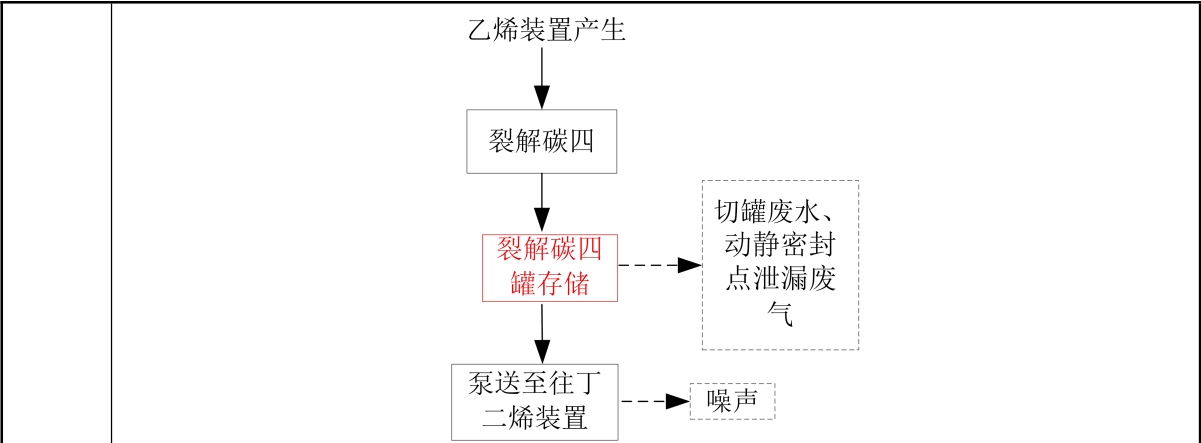 乙烯装置产生
裂解碳四
裂解碳四
罐存储
切罐废水、
动静密封
点泄漏废
气
泵送至往丁
二烯装置
噪声